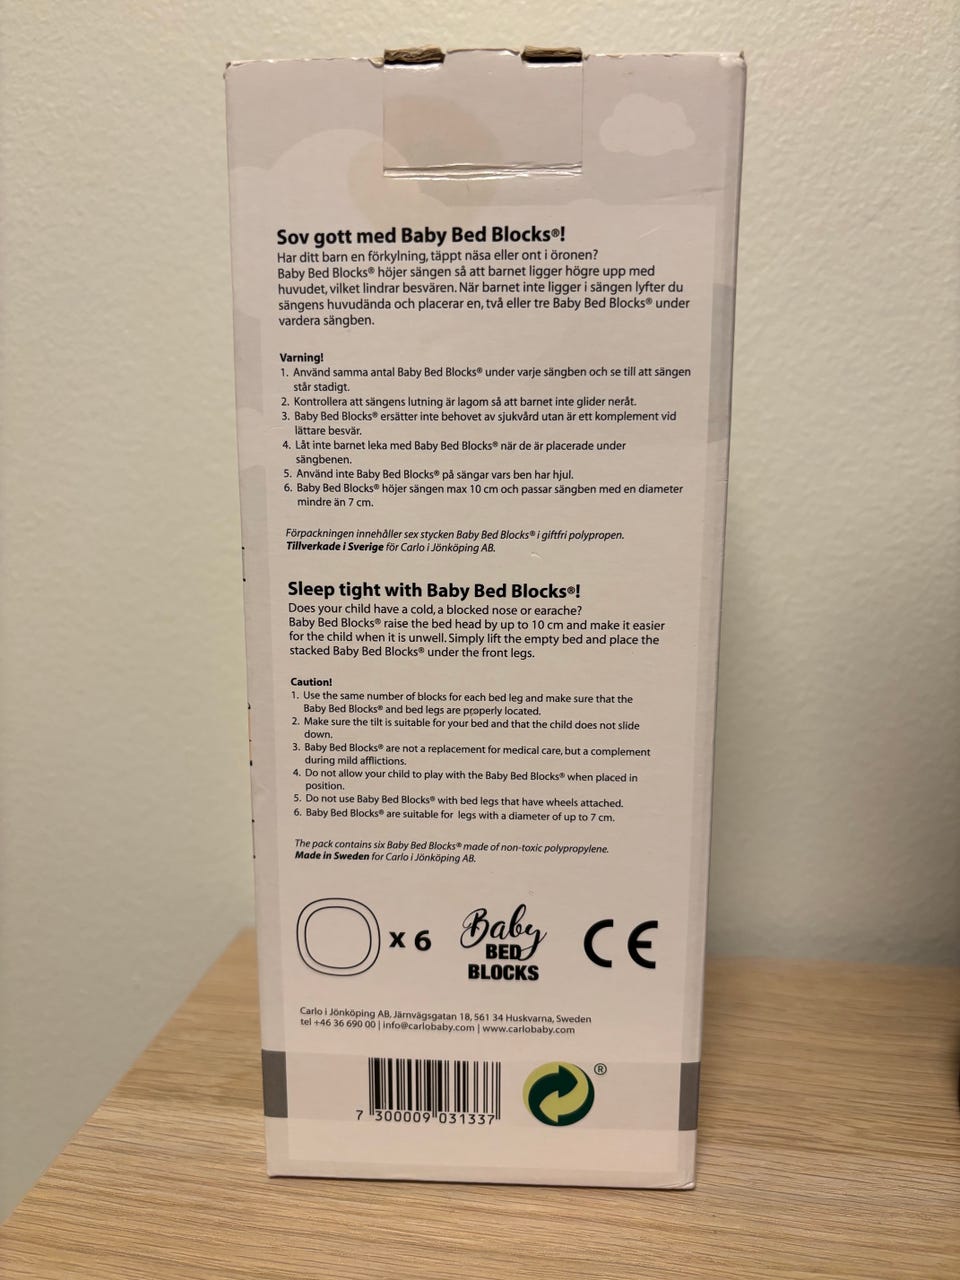 Sov gott med Baby Bed Blocks®!
Har ditt barn en förkylning, täppt näsa eller ont i öronen?
Baby Bed Blocks® höjer sängen så att barnet ligger högre upp med
huvudet, vilket lindrar besvären. När barnet inte ligger i sängen lyfter du
sängens huvudända och placerar en, två eller tre Baby Bed Blocks® under
vardera sängben.
Varning!
1. Använd samma antal Baby Bed Blocks® under varje sängben och se till att sängen
står stadigt.
2. Kontrollera att sängens lutning är lagom så att barnet inte glider neråt.
3. Baby Bed Blocks® ersätter inte behovet av sjukvård utan är ett komplement vid
lättare besvär.
4. Låt inte barnet leka med Baby Bed Blocks® när de är placerade under
sängbenen.
5. Använd inte Baby Bed Blocks® på sängar vars ben har hjul.
6. Baby Bed Blocks® höjer sängen max 10 cm och passar sängben med en diameter
mindre än 7 cm.
Förpackningen innehåller sex stycken Baby Bed Blocks® i giftfri polypropen.
Tillverkade i Sverige för Carlo i Jönköping AB.
Sleep tight with Baby Bed Blocks®!
Does your child have a cold, a blocked nose or earache?
Baby Bed Blocks® raise the bed head by up to 10 cm and make it easier
for the child when it is unwell. Simply lift the empty bed and place the
stacked Baby Bed Blocks® under the front legs.
Caution!
1. Use the same number of blocks for each bed leg and make sure that the
Baby Bed Blocks® and bed legs are properly located.
2. Make sure the tilt is suitable for your bed and that the child does not slide
down.
3. Baby Bed Blocks® are not a replacement for medical care, but a complement
during mild afflictions.
4. Do not allow your child to play with the Baby Bed Blocks® when placed in
position.
5. Do not use Baby Bed Blocks® with bed legs that have wheels attached.
6. Baby Bed Blocks® are suitable for legs with a diameter of up to 7 cm.
The pack contains six Baby Bed Blocks® made of non-toxic polypropylene.
Made in Sweden for Carlo i Jönköping AB.
x 6
Baby
BED
BLOCKS
CE
Carlo i Jönköping AB, Järnvägsgatan 18, 561 34 Huskvarna, Sweden
tel +46 36 690 00 | info@carlobaby.com | www.carlobaby.com
7 300009 031337
®